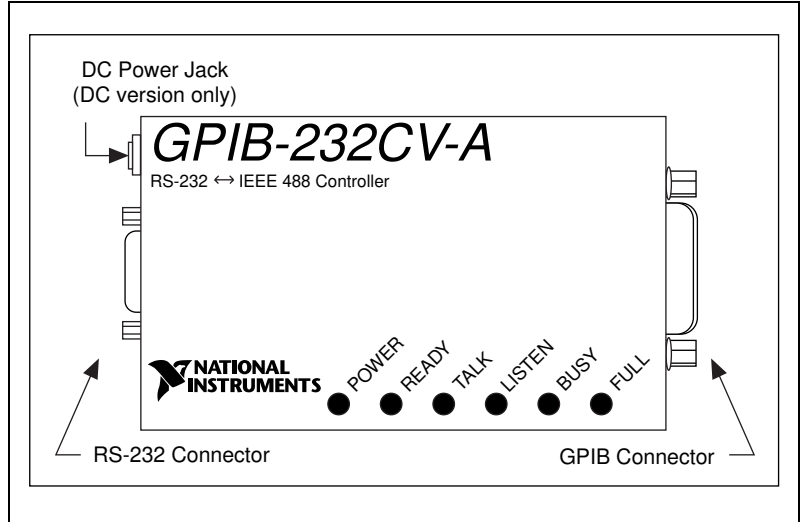 DC Power Jack
(DC version only)
GPIB-232CV-A
RS-232 ↔ IEEE 488 Controller
NATIONAL
INSTRUMENTS
POWER
READY
TALK
LISTEN
BUSY
FULL
RS-232 Connector
GPIB Connector